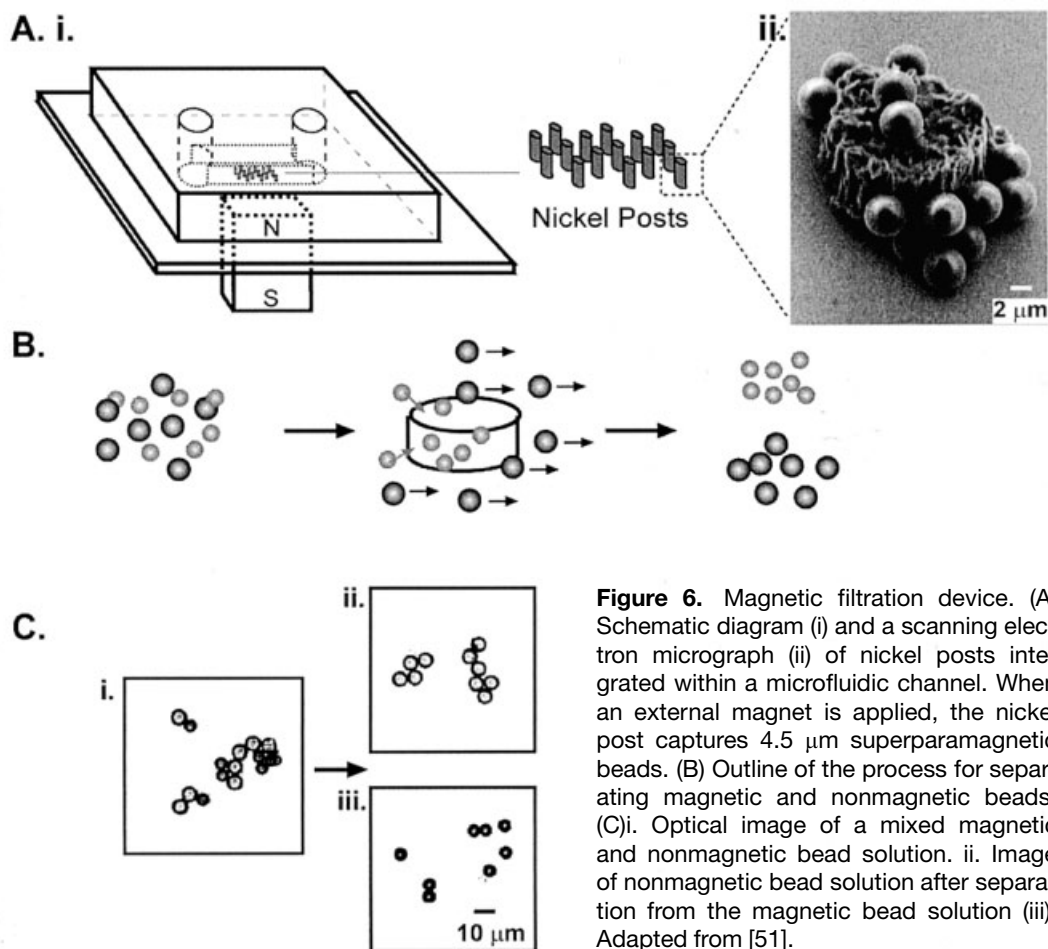 A. i.
ii.
N
S
Nickel Posts
2 μm
B.
C.
i.
ii.
iii.
10 μm
Figure 6. Magnetic filtration device. (A
Schematic diagram (i) and a scanning elec-
tron micrograph (ii) of nickel posts inte-
grated within a microfluidic channel. When
an external magnet is applied, the nicke
post captures 4.5 μm superparamagnetic
beads. (B) Outline of the process for separ
ating magnetic and nonmagnetic beads
(C)i. Optical image of a mixed magnetic
and nonmagnetic bead solution. ii. Image
of nonmagnetic bead solution after separa-
tion from the magnetic bead solution (iii)
Adapted from [51].